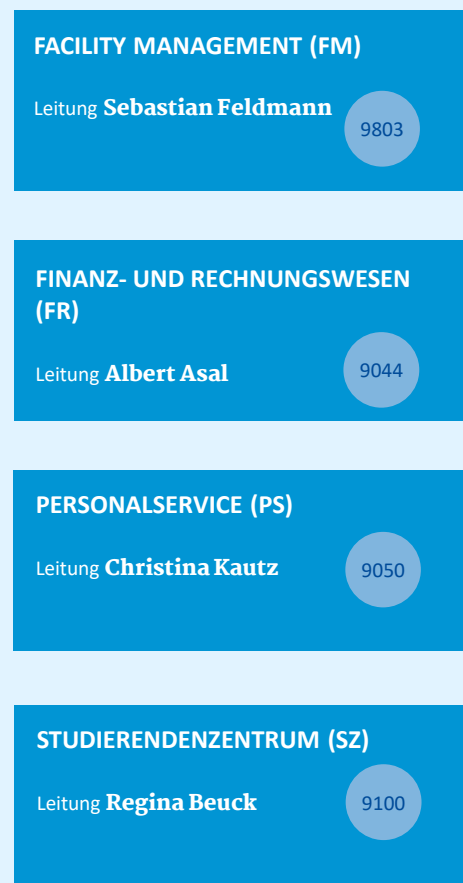 FACILITY MANAGEMENT (FM)
Leitung Sebastian Feldmann
9803
FINANZ- UND RECHNUNGSWESEN
(FR)
Leitung Albert Asal
9044
PERSONALSERVICE (PS)
Leitung Christina Kautz
9050
STUDIERENDENZENTRUM (SZ)
Leitung Regina Beuck
9100